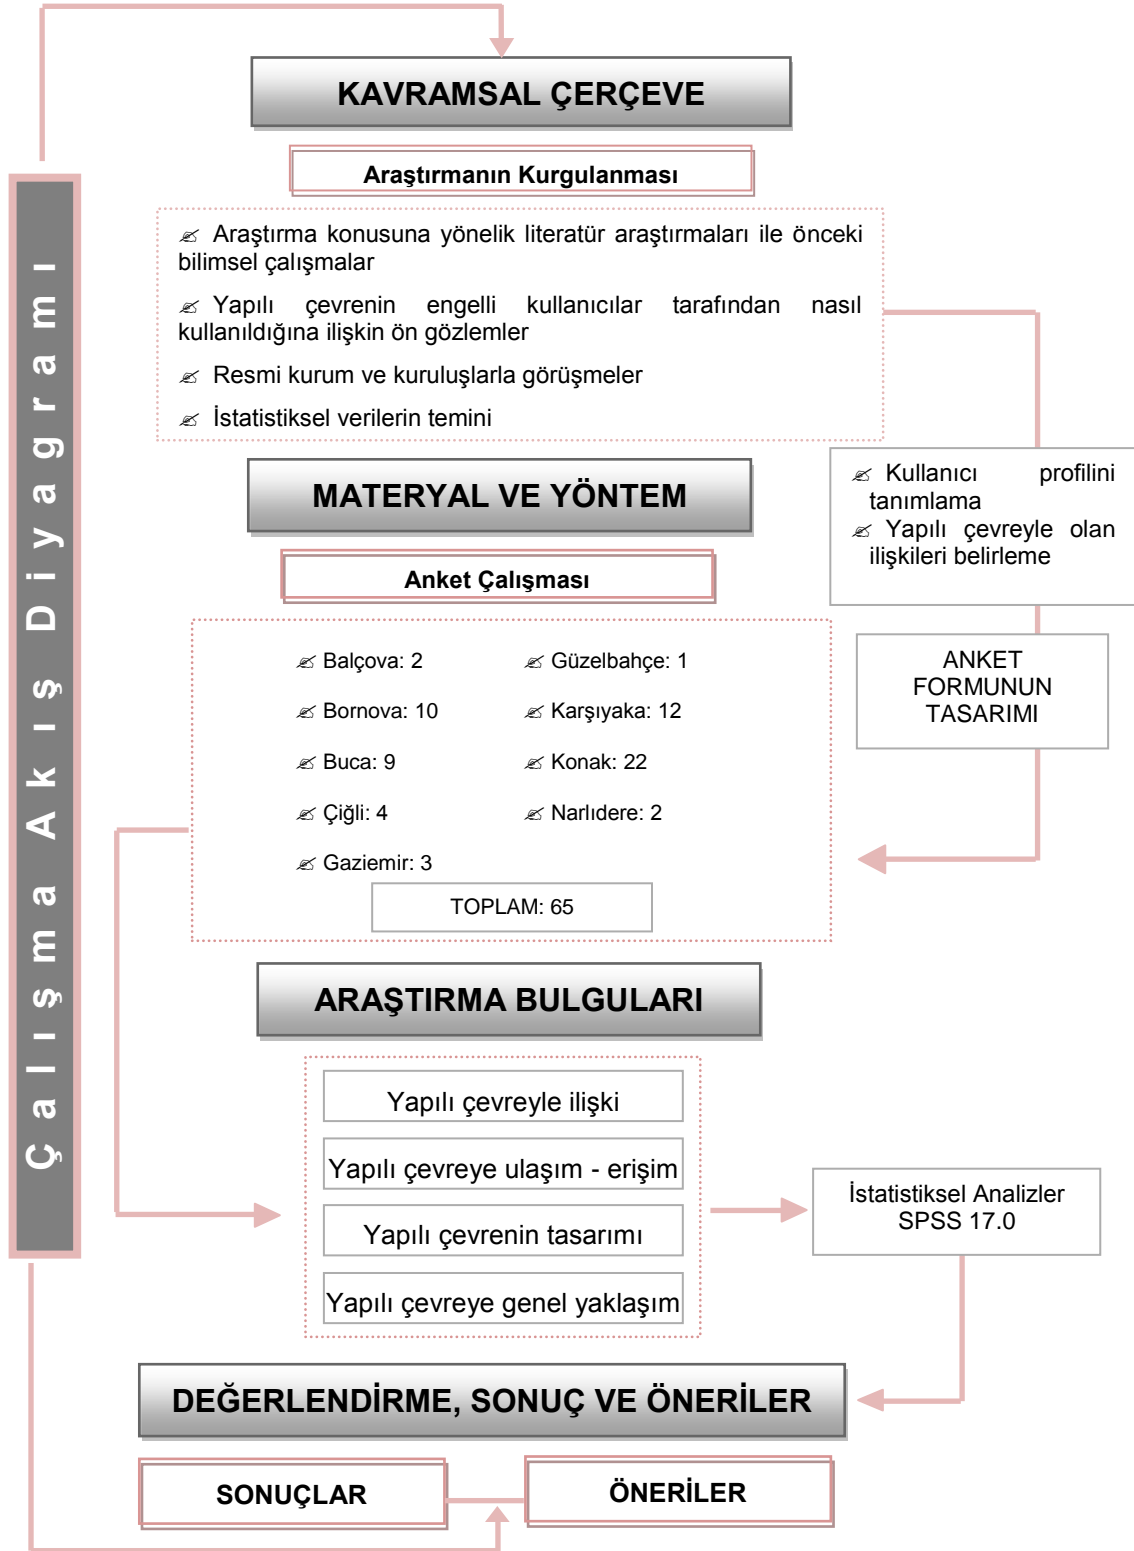 KAVRAMSAL ÇERÇEVE
Araştırmanın Kurgulanması
Araştırma konusuna yönelik literatür araştırmaları ile önceki
bilimsel çalışmalar
Yapılı çevrenin engelli kullanıcılar tarafından nasıl
kullanıldığına ilişkin ön gözlemler
Resmi kurum ve kuruluşlarla görüşmeler
İstatistiksel verilerin temini
Çalışma Akış Diyagramı
Kullanıcı profilini
tanımlama
Yapılı çevreyle olan
ilişkileri belirleme
ANKET
FORMUNUN
TASARIMI
MATERYAL VE YÖNTEM
Anket Çalışması
Balçova: 2
Güzelbahçe: 1
Bornova: 10
Karşıyaka: 12
Buca: 9
Konak: 22
Çiğli: 4
Narlıdere: 2
Gaziemir: 3
TOPLAM: 65
ARAŞTIRMA BULGULARI
Yapılı çevreyle ilişki
Yapılı çevreye ulaşım - erişim
Yapılı çevrenin tasarımı
Yapılı çevreye genel yaklaşım
İstatistiksel Analizler
SPSS 17.0
DEĞERLENDİRME, SONUÇ VE ÖNERİLER
SONUÇLAR
ÖNERİLER